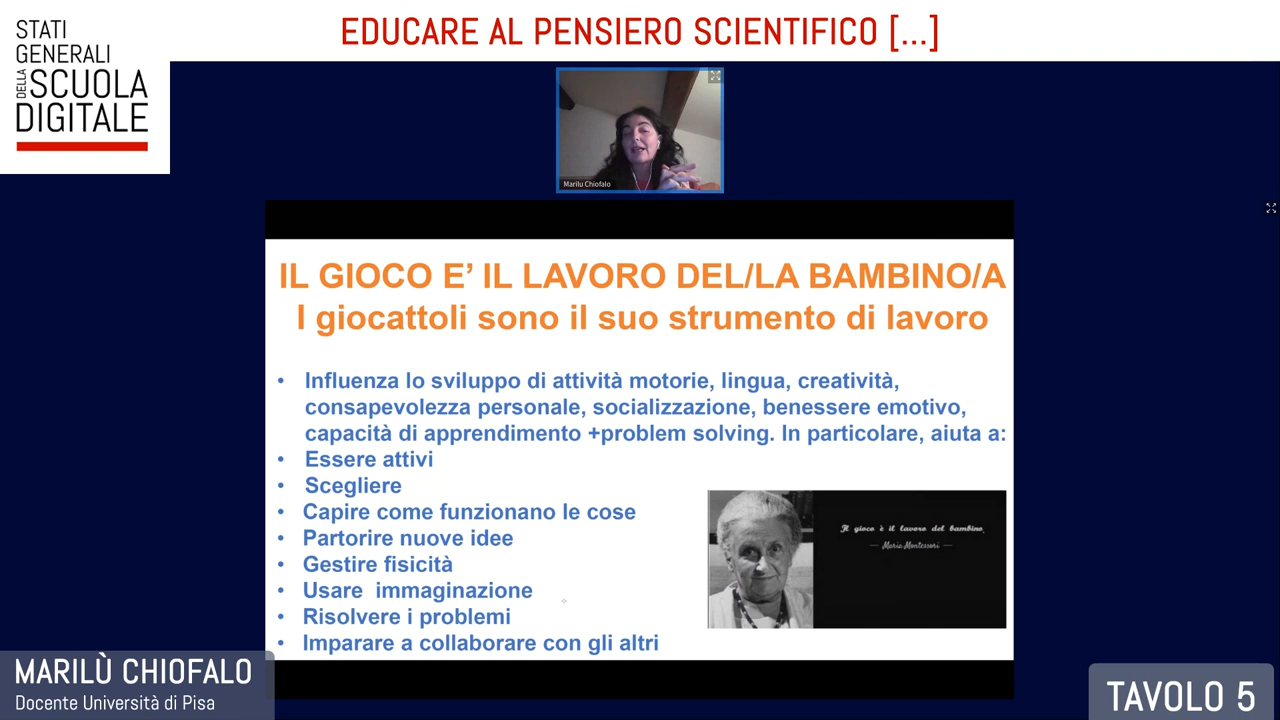 STATI
GENERALI
DELLA SCUOLA
DIGITALE
EDUCARE AL PENSIERO SCIENTIFICO [...]
Marilu Chiofalo
IL GIOCO E’ IL LAVORO DEL/LA BAMBINO/A
I giocattoli sono il suo strumento di lavoro
• Influenza lo sviluppo di attività motorie, lingua, creatività,
consapevolezza personale, socializzazione, benessere emotivo,
capacità di apprendimento +problem solving. In particolare, aiuta a:
• Essere attivi
• Scegliere
• Capire come funzionano le cose
• Partorire nuove idee
• Gestire fisicità
• Usare immaginazione
• Risolvere i problemi
• Imparare a collaborare con gli altri
Il gioco è il lavoro del bambino.
— Maria Montessori —
MARILÙ CHIOFALO
Docente Università di Pisa
TAVOLO 5